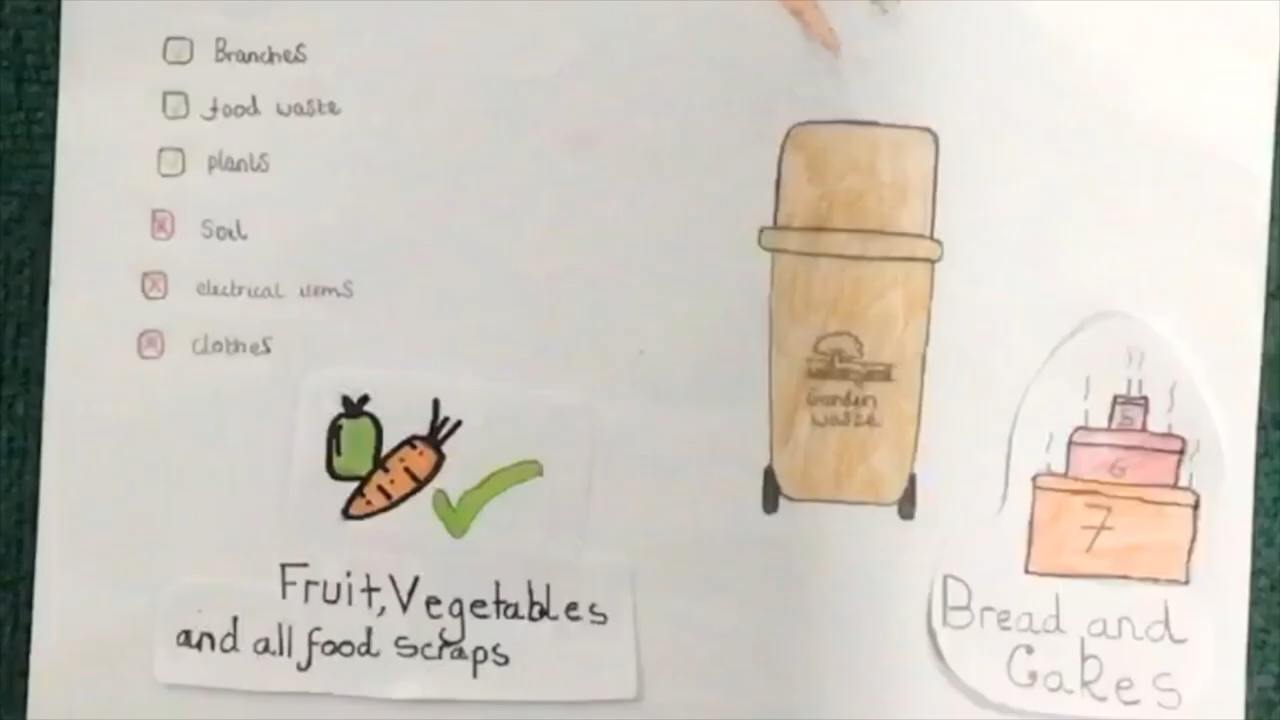 Branches
food waste
plants
Soil
electrical items
clothes
Garden
waste
5
6
7
Fruit, Vegetables
and all food scraps
Bread and
Cakes